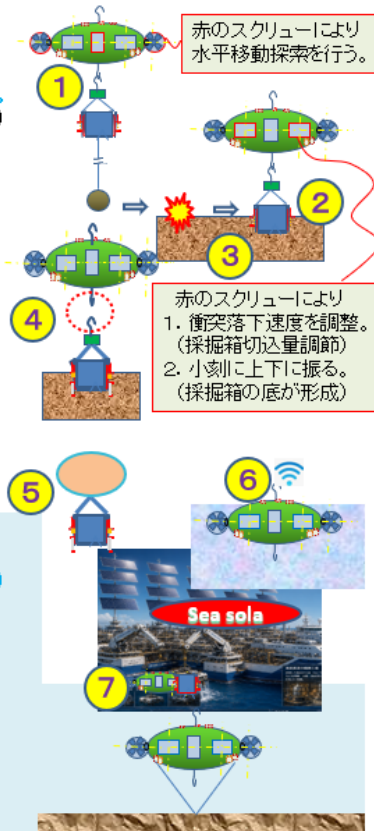 赤のスクリューにより
水平移動探索を行う。
1
2
3
4
赤のスクリューにより
1. 衝突落下速度を調整。
(採掘箱切込量調節)
2. 小刻に上下に振る。
(採掘箱の底が形成)
5
6
Sea sola
7